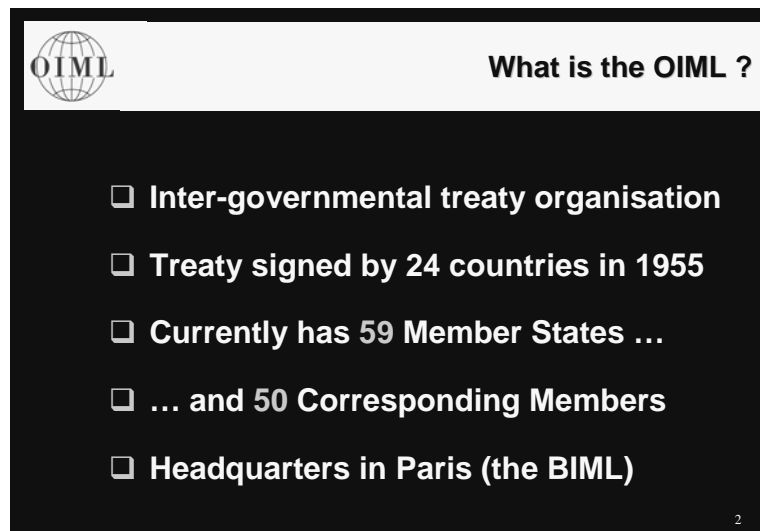 OIML
What is the OIML ?
❑ Inter-governmental treaty organisation
❑ Treaty signed by 24 countries in 1955
❑ Currently has 59 Member States …
❑ … and 50 Corresponding Members
❑ Headquarters in Paris (the BIML)
2